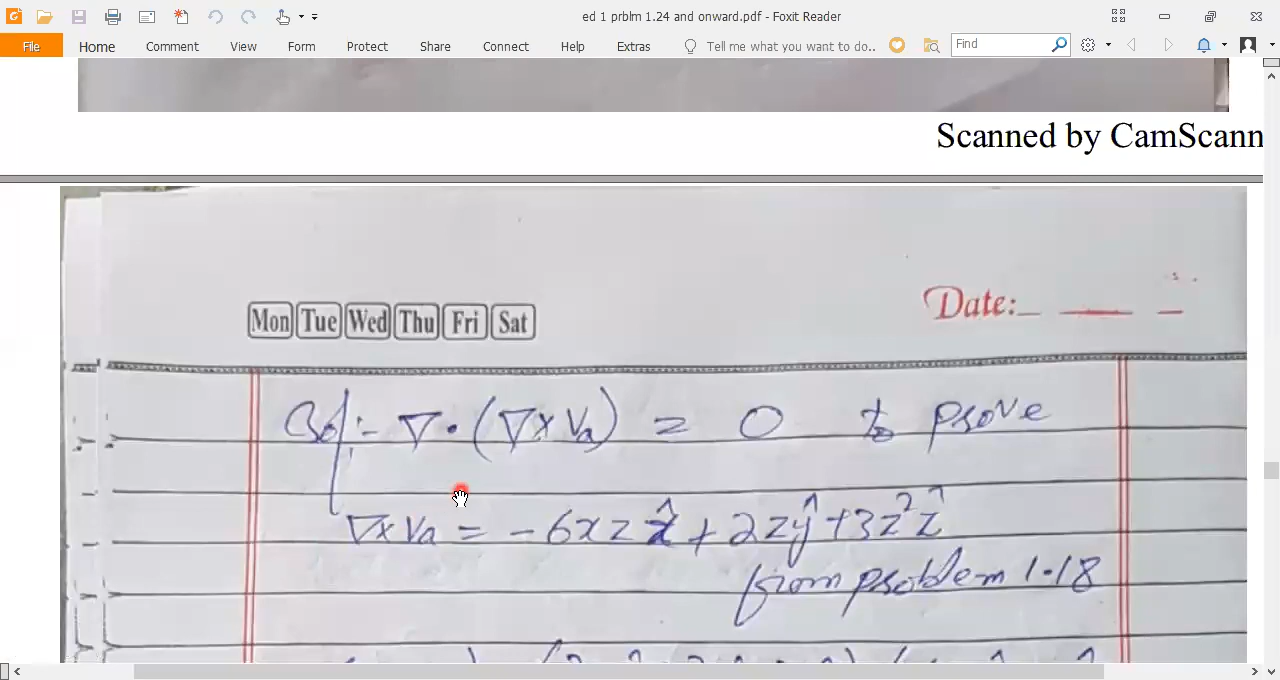 ed 1 prblm 1.24 and onward.pdf - Foxit Reader
File Home Comment View Form Protect Share Connect Help Extras Tell me what you want to do.. Find
Scanned by CamScann
Mon Tue Wed Thu Fri Sat
Date:
Sol:- ∇·(∇×Va) = 0 to prove
∇×Va = -6xz x̂ + 2zŷ + 3z²ẑ
from problem 1.18